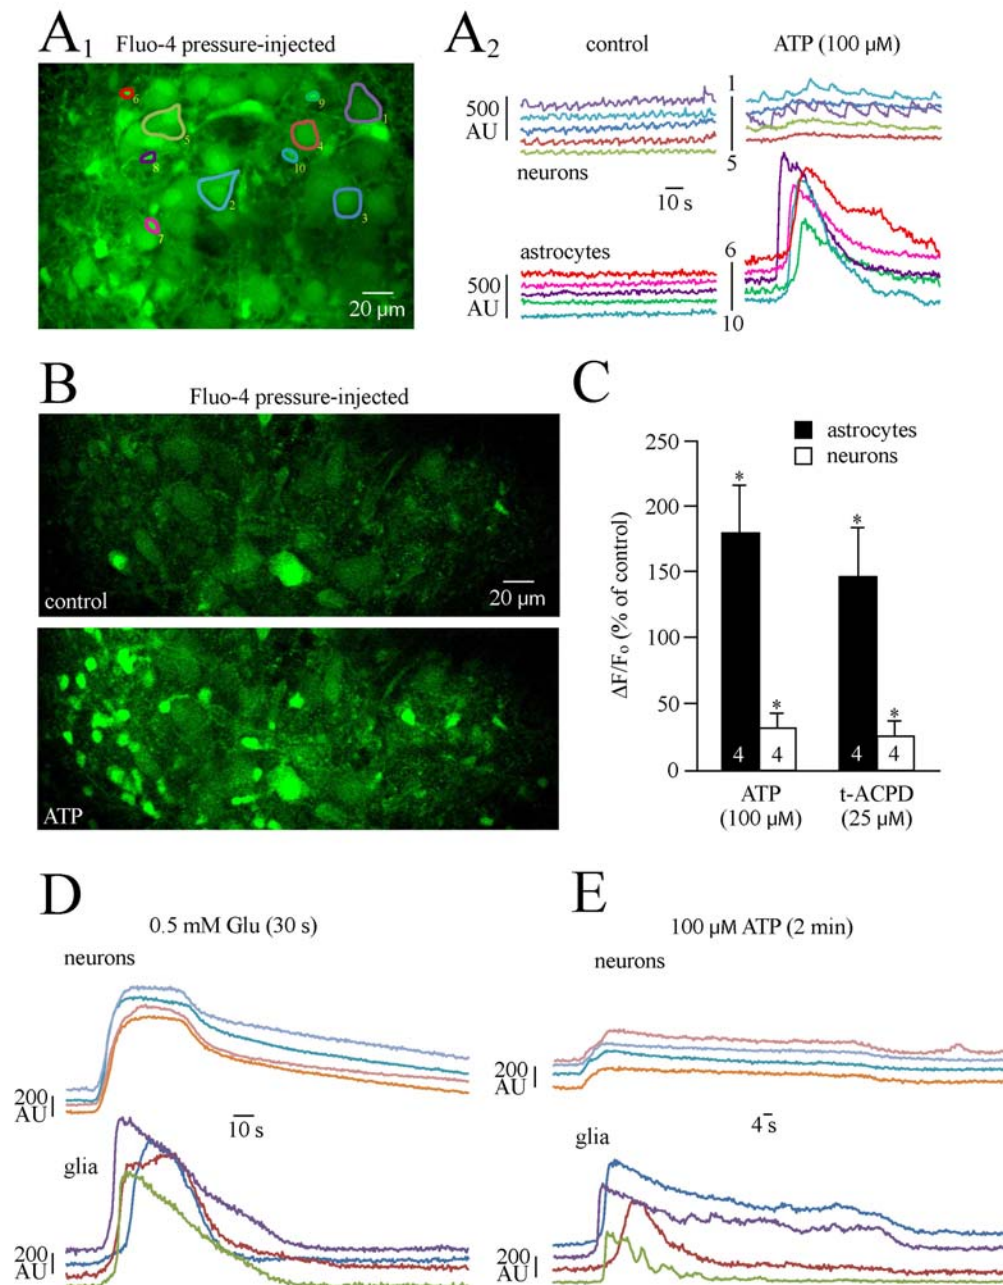 A1
Fluo-4 pressure-injected
6
9
1
5
4
8
10
2
3
7
20 µm
A2
control
ATP (100 µM)
500
AU
neurons
10 s
1
5
astrocytes
500
AU
6
10
B
Fluo-4 pressure-injected
control
20 µm
ATP
C
astrocytes
neurons
ΔF/F₀ (% of control)
250
200
150
100
50
0
*
*
*
*
4
4
4
4
ATP
(100 µM)
t-ACPD
(25 µM)
D
0.5 mM Glu (30 s)
neurons
200
AU
10 s
glia
200
AU
E
100 µM ATP (2 min)
neurons
200
AU
4 s
glia
200
AU